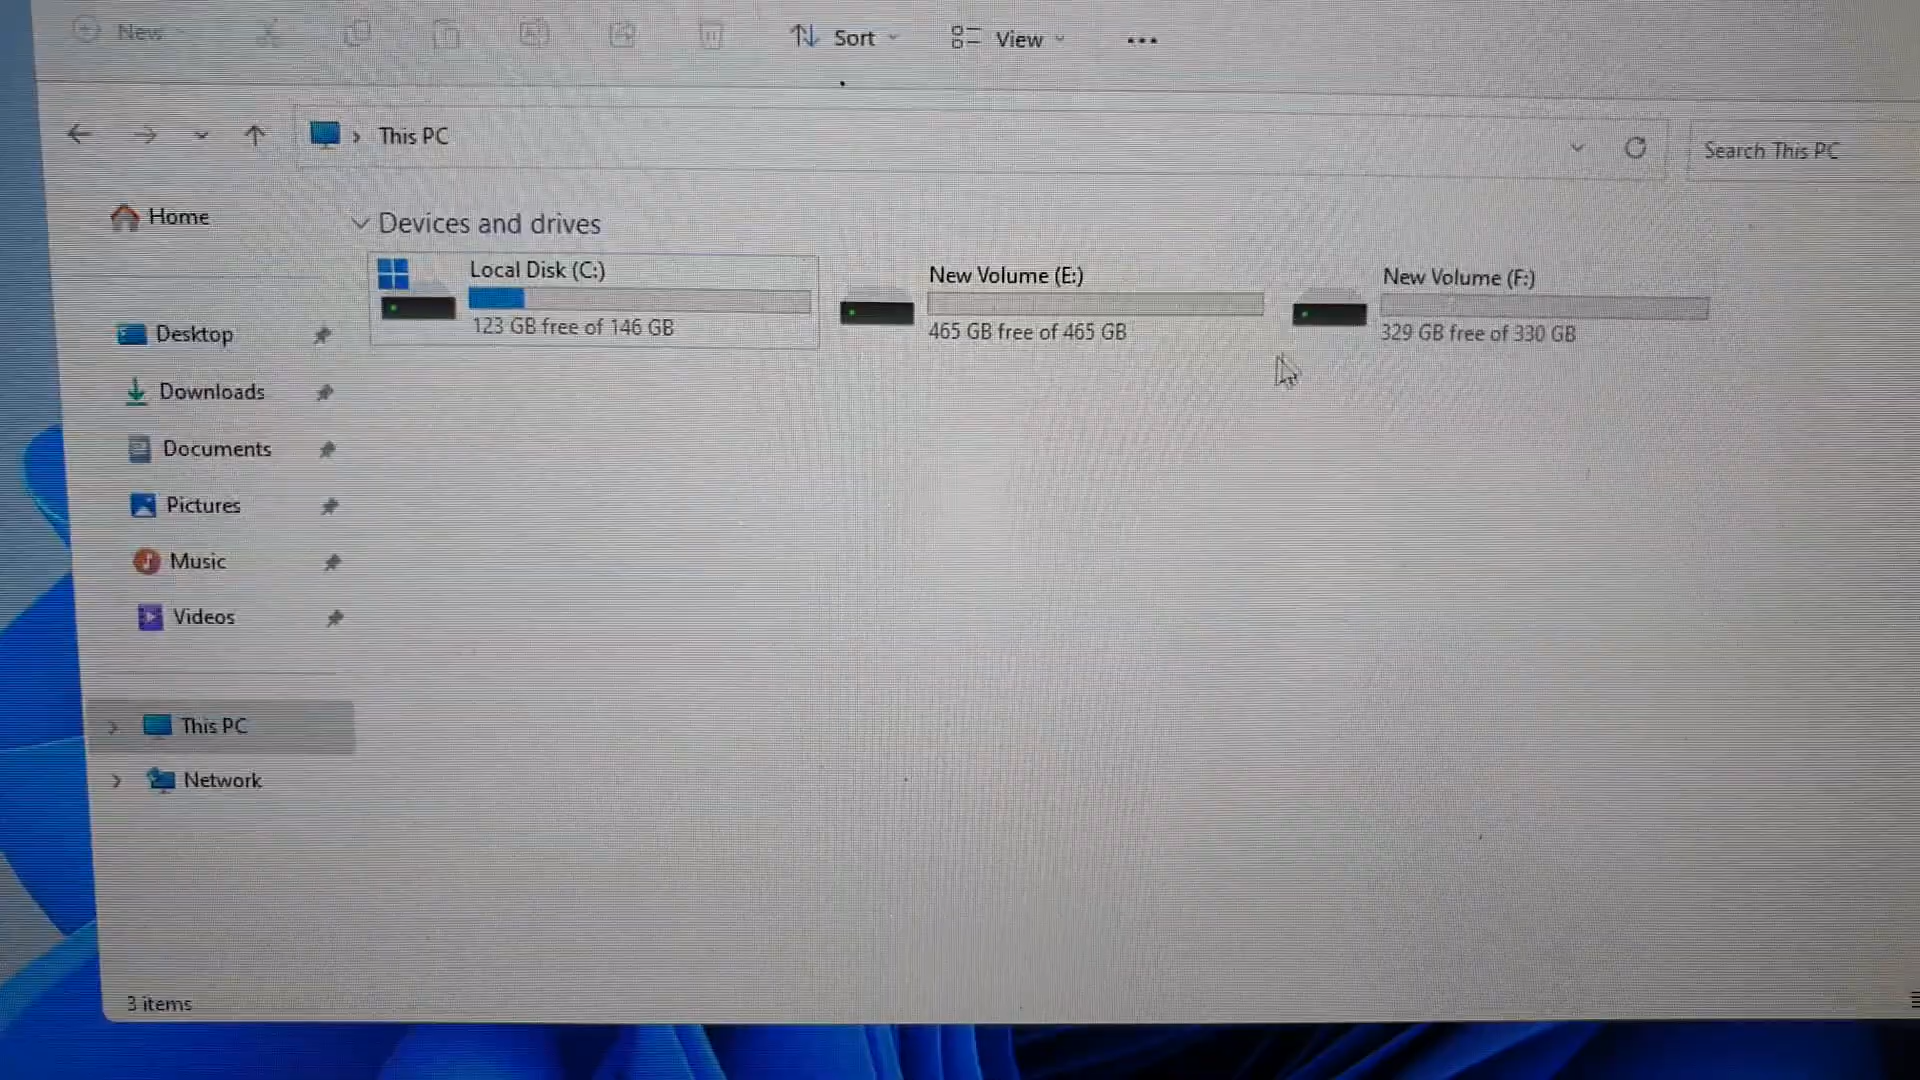 New
Sort
View
This PC
Search This PC
Home
Devices and drives
Local Disk (C:)
123 GB free of 146 GB
New Volume (E:)
465 GB free of 465 GB
New Volume (F:)
329 GB free of 330 GB
Desktop
Downloads
Documents
Pictures
Music
Videos
This PC
Network
3 items